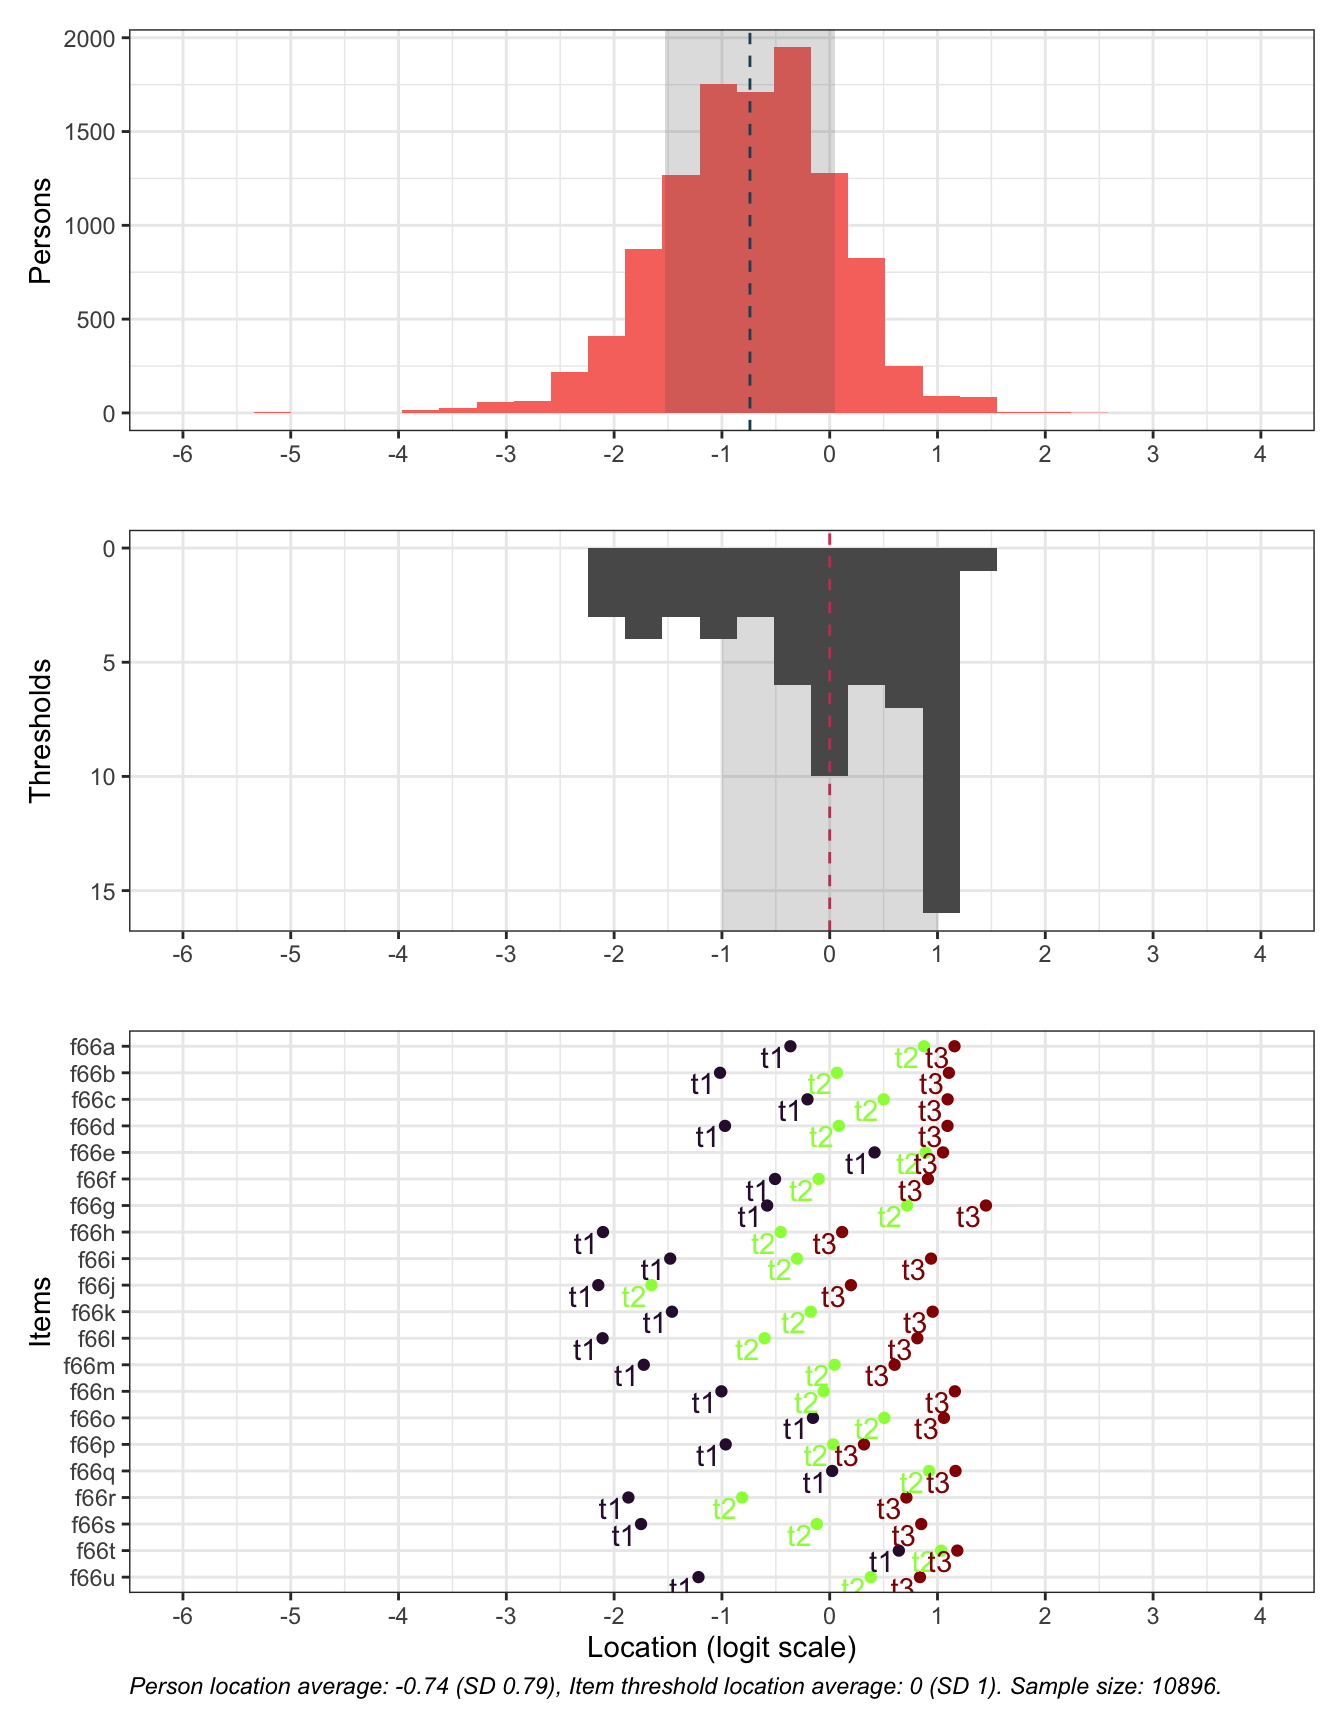 Persons
2000
1500
1000
500
0
-6 -5 -4 -3 -2 -1 0 1 2 3 4
Thresholds
0
5
10
15
-6 -5 -4 -3 -2 -1 0 1 2 3 4
Items
f66a t1 t2 t3
f66b t1 t2 t3
f66c t1 t2 t3
f66d t1 t2 t3
f66e t1 t2 t3
f66f t1 t2 t3
f66g t1 t2 t3
f66h t1 t2 t3
f66i t1 t2 t3
f66j t1 t2 t3
f66k t1 t2 t3
f66l t1 t2 t3
f66m t1 t2 t3
f66n t1 t2 t3
f66o t1 t2 t3
f66p t1 t2 t3
f66q t1 t2 t3
f66r t1 t2 t3
f66s t1 t2 t3
f66t t1 t2 t3
f66u t1 t2 t3
-6 -5 -4 -3 -2 -1 0 1 2 3 4
Location (logit scale)
Person location average: -0.74 (SD 0.79), Item threshold location average: 0 (SD 1). Sample size: 10896.